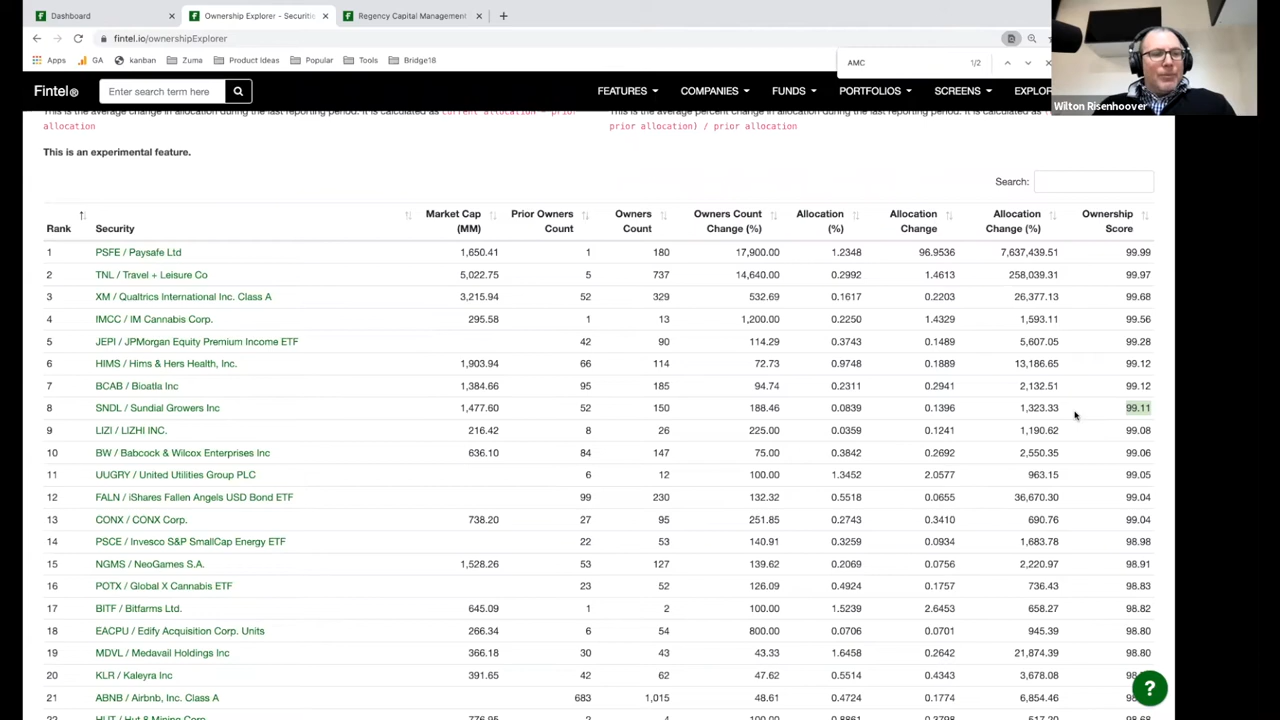 Dashboard × Ownership Explorer - Securitie × Regency Capital Management × +
fintel.io/ownershipExplorer
Apps GA kanban Zuma Product Ideas Popular Tools Bridge18
AMC 1/2
Wilton Risenhoover
Fintel Enter search term here FEATURES COMPANIES FUNDS PORTFOLIOS SCREENS EXPLOR
allocation
prior allocation) / prior allocation
This is an experimental feature.
Search:
Rank Security Market Cap (MM) Prior Owners Count Owners Count Owners Count Change (%) Allocation (%) Allocation Change Allocation Change (%) Ownership Score
1 PSFE / Paysafe Ltd 1,650.41 1 180 17,900.00 1.2348 96.9536 7,637,439.51 99.99
2 TNL / Travel + Leisure Co 5,022.75 5 737 14,640.00 0.2992 1.4613 258,039.31 99.97
3 XM / Qualtrics International Inc. Class A 3,215.94 52 329 532.69 0.1617 0.2203 26,377.13 99.68
4 IMCC / IM Cannabis Corp. 295.58 1 13 1,200.00 0.2250 1.4329 1,593.11 99.56
5 JEPI / JPMorgan Equity Premium Income ETF 42 90 114.29 0.3743 0.1489 5,607.05 99.28
6 HIMS / Hims & Hers Health, Inc. 1,903.94 66 114 72.73 0.9748 0.1889 13,186.65 99.12
7 BCAB / Bioatla Inc 1,384.66 95 185 94.74 0.2311 0.2941 2,132.51 99.12
8 SNDL / Sundial Growers Inc 1,477.60 52 150 188.46 0.0839 0.1396 1,323.33 99.11
9 LIZI / LIZHI INC. 216.42 8 26 225.00 0.0359 0.1241 1,190.62 99.08
10 BW / Babcock & Wilcox Enterprises Inc 636.10 84 147 75.00 0.3842 0.2692 2,550.35 99.06
11 UUGRY / United Utilities Group PLC 6 12 100.00 1.3452 2.0577 963.15 99.05
12 FALN / iShares Fallen Angels USD Bond ETF 99 230 132.32 0.5518 0.0655 36,670.30 99.04
13 CONX / CONX Corp. 738.20 27 95 251.85 0.2743 0.3410 690.76 99.04
14 PSCE / Invesco S&P SmallCap Energy ETF 22 53 140.91 0.3259 0.0934 1,683.78 98.98
15 NGMS / NeoGames S.A. 1,528.26 53 127 139.62 0.2069 0.0756 2,220.97 98.91
16 POTX / Global X Cannabis ETF 23 52 126.09 0.4924 0.1757 736.43 98.83
17 BITF / Bitfarms Ltd. 645.09 1 2 100.00 1.5239 2.6453 658.27 98.82
18 EACPU / Edify Acquisition Corp. Units 266.34 6 54 800.00 0.0706 0.0701 945.39 98.80
19 MDVL / Medavail Holdings Inc 366.18 30 43 43.33 1.6458 0.2642 21,874.39 98.80
20 KLR / Kaleyra Inc 391.62 42 62 47.62 0.5514 0.4343 3,678.08
21 ABNB / Airbnb, Inc. Class A 683 1,015 48.61 0.4724 0.1774 6,854.46
?